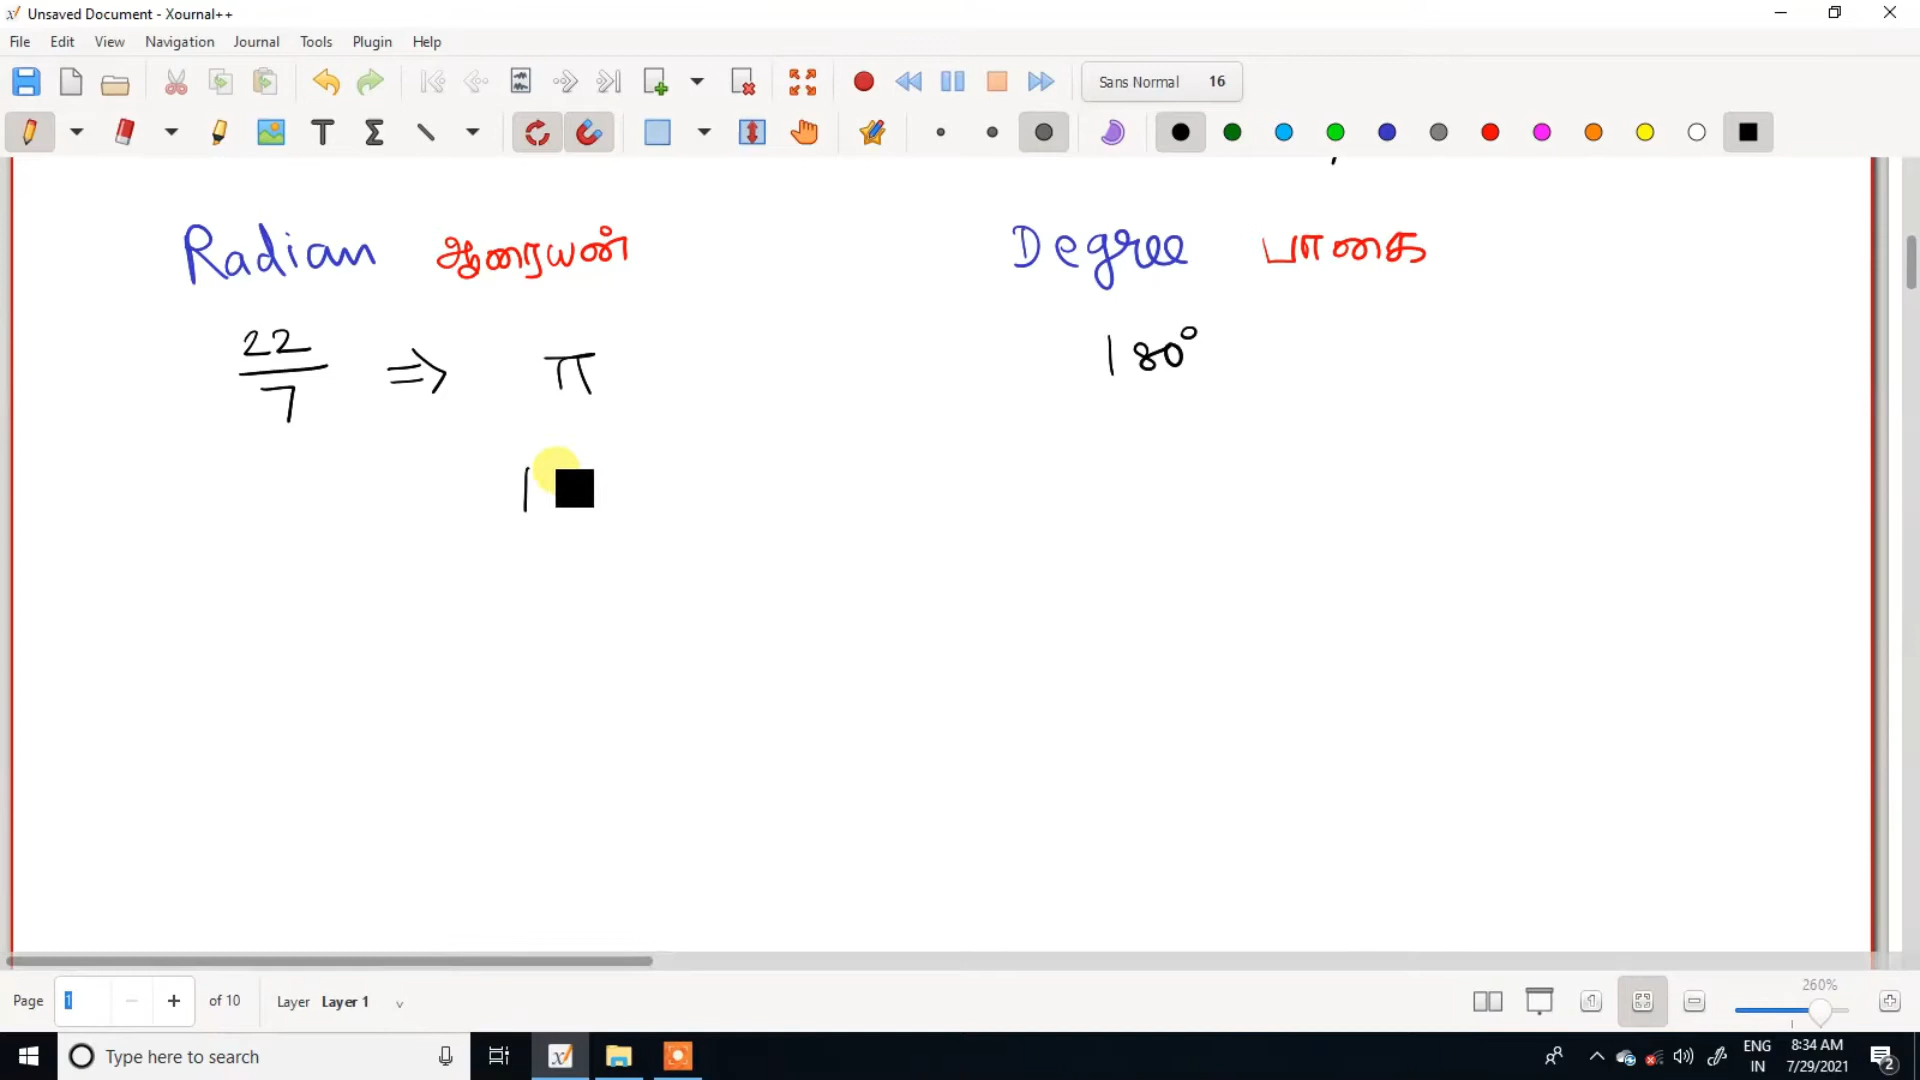 Unsaved Document - Xournal++
File Edit View Navigation Journal Tools Plugin Help
Sans Normal 16
Radian ஆரையன் Degree பாகை
22/7 ⇒ π 180°
1
Page 1 of 10 Layer Layer 1 260%
Type here to search
ENG 8:34 AM
IN 7/29/2021 2